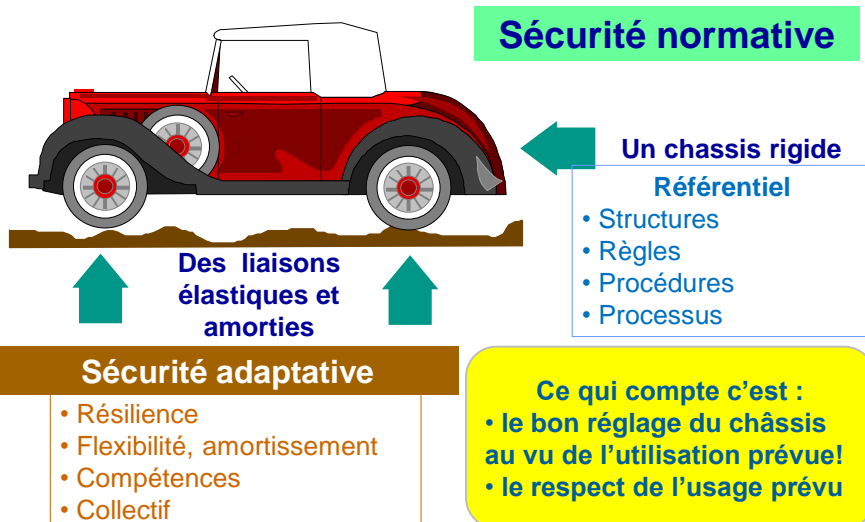 Sécurité normative
Un chassis rigide
Référentiel
• Structures
• Règles
• Procédures
• Processus
Des liaisons
élastiques et
amorties
Sécurité adaptative
• Résilience
• Flexibilité, amortissement
• Compétences
• Collectif
Ce qui compte c’est :
• le bon réglage du châssis
au vu de l’utilisation prévue!
• le respect de l’usage prévu